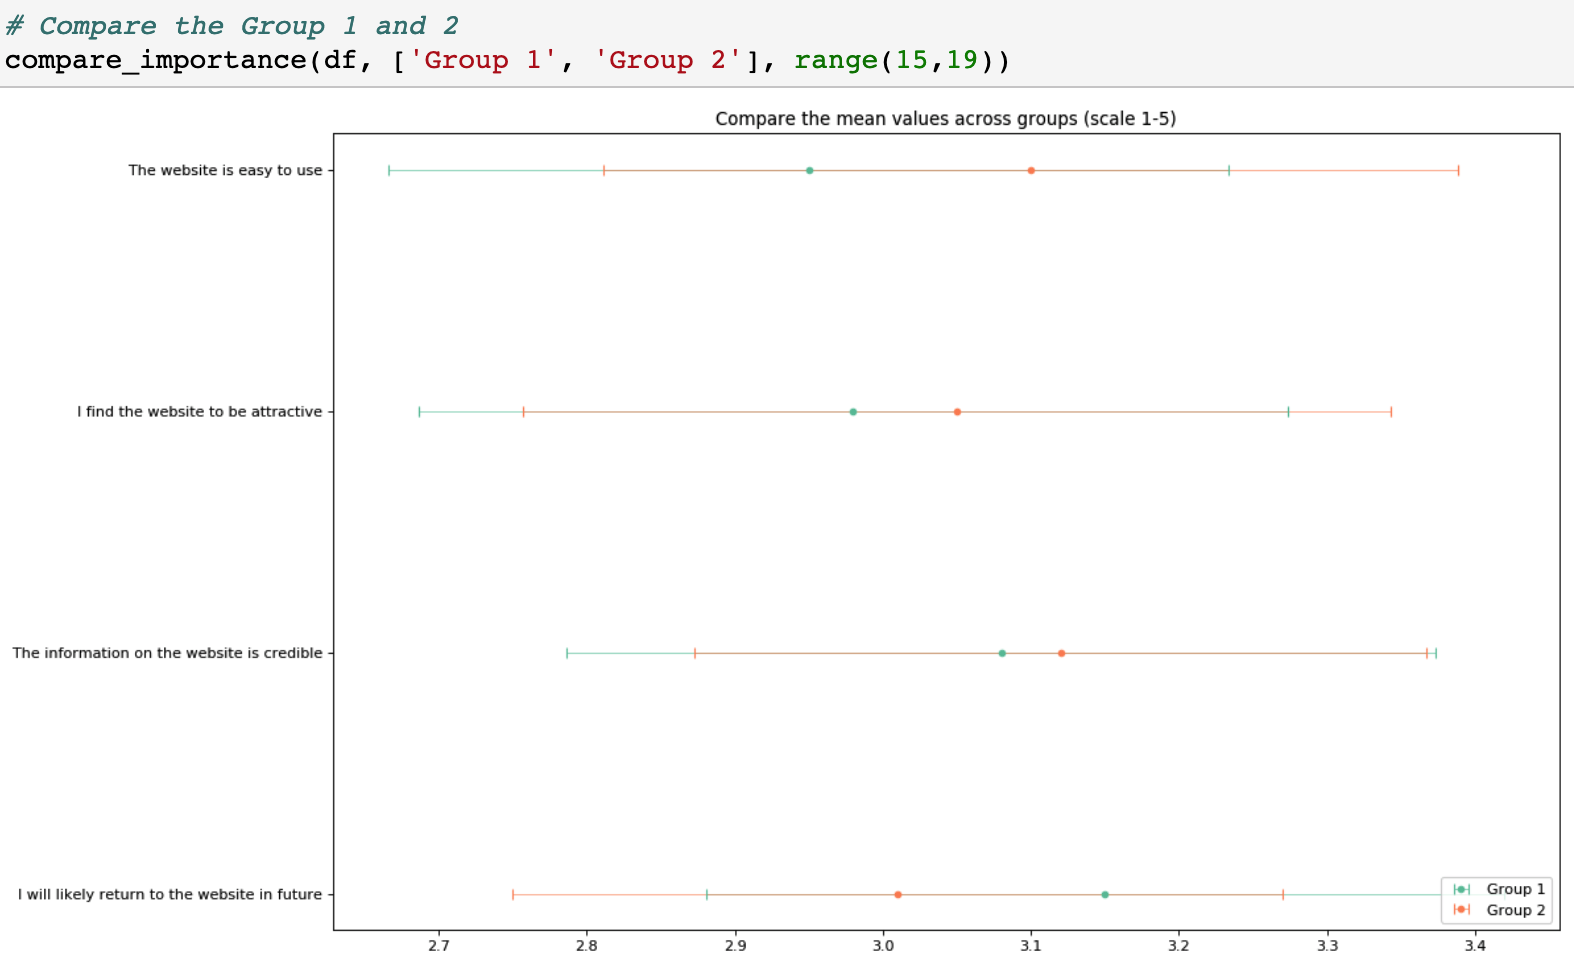 # Compare the Group 1 and 2
compare_importance(df, ['Group 1', 'Group 2'], range(15,19))
Compare the mean values across groups (scale 1-5)
The website is easy to use
I find the website to be attractive
The information on the website is credible
I will likely return to the website in future
Group 1
Group 2
2.7 2.8 2.9 3.0 3.1 3.2 3.3 3.4